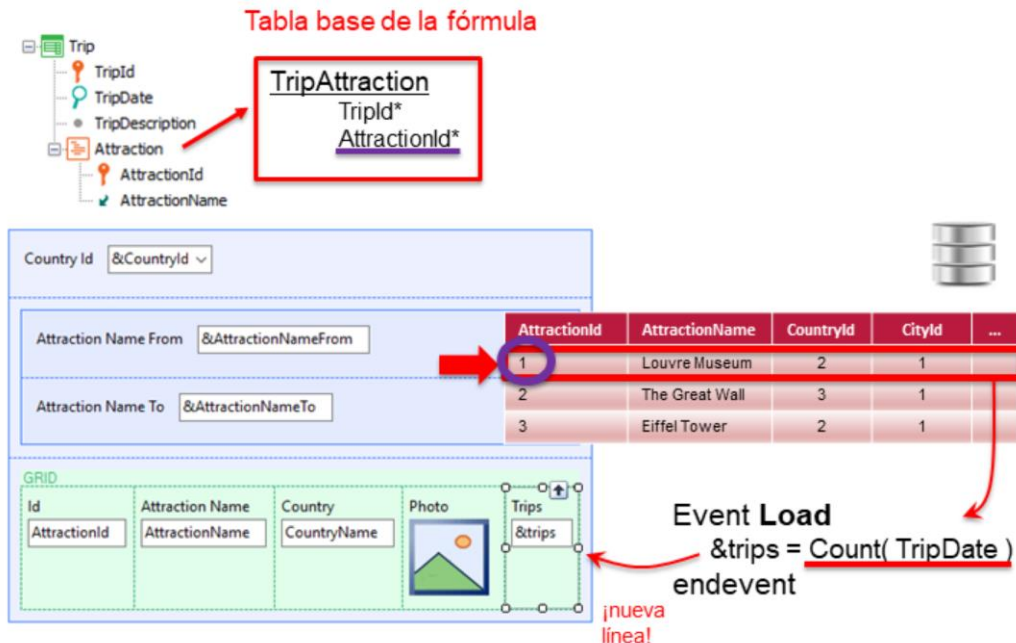 Tabla base de la fórmula
Trip
TripId
TripDate
TripDescription
Attraction
AttractionId
AttractionName
TripAttraction
TripId*
AttractionId*
Country Id &CountryId
Attraction Name From &AttractionNameFrom
Attraction Name To &AttractionNameTo
AttractionId AttractionName CountryId CityId ...
1 Louvre Museum 2 1
2 The Great Wall 3 1
3 Eiffel Tower 2 1
GRID
Id Attraction Name Country Photo Trips
AttractionId AttractionName CountryName &trips
Event Load
&trips = Count( TripDate )
endevent
¡nueva
línea!